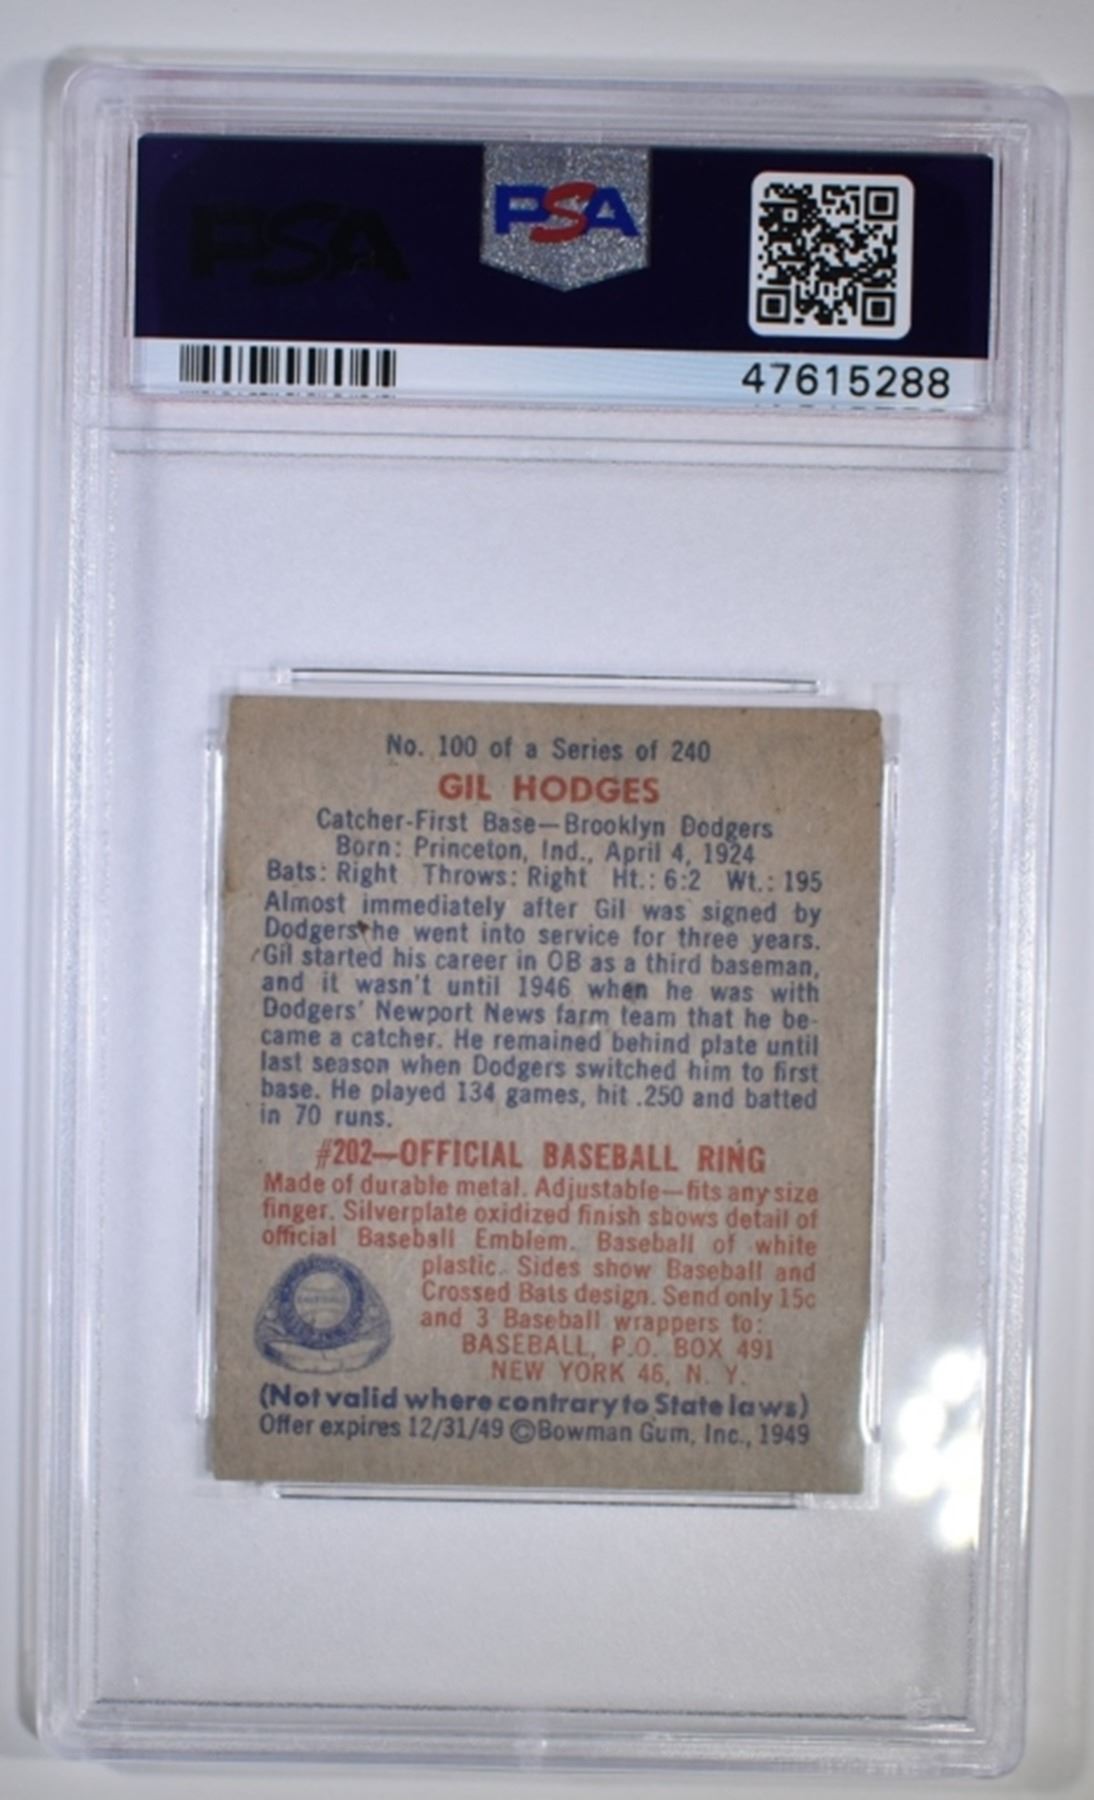 PSA
PSA
47615288
No. 100 of a Series of 240
GIL HODGES
Catcher-First Base—Brooklyn Dodgers
Born: Princeton, Ind., April 4, 1924
Bats: Right Throws: Right Ht.: 6:2 Wt.: 195
Almost immediately after Gil was signed by
Dodgers he went into service for three years.
Gil started his career in OB as a third baseman,
and it wasn't until 1946 when he was with
Dodgers' Newport News farm team that he be-
came a catcher. He remained behind plate until
last season when Dodgers switched him to first
base. He played 134 games, hit .250 and batted
in 70 runs.
#202—OFFICIAL BASEBALL RING
Made of durable metal. Adjustable—fits any size
finger. Silverplate oxidized finish shows detail of
official Baseball Emblem. Baseball of white
plastic. Sides show Baseball and
Crossed Bats design. Send only 15c
and 3 Baseball wrappers to:
BASEBALL, P.O. BOX 491
NEW YORK 46, N. Y.
(Not valid where contrary to State laws)
Offer expires 12/31/49 ©Bowman Gum, Inc., 1949